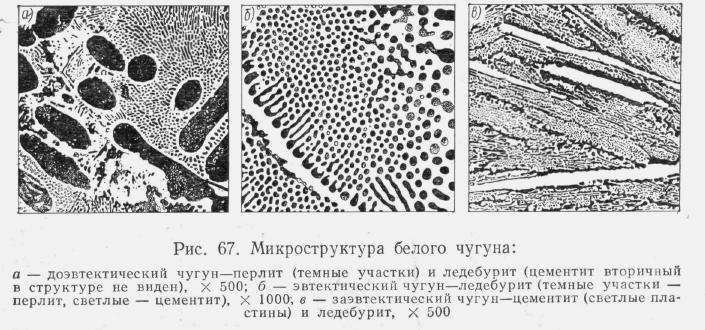 а)
б)
в)
Рис. 67. Микроструктура белого чугуна:
а — доэвтектический чугун—перлит (темные участки) и ледебурит (цементит вторичный
в структуре не виден), × 500; б — эвтектический чугун—ледебурит (темные участки —
перлит, светлые — цементит), × 1000; в — заэвтектический чугун—цементит (светлые пла-
стины) и ледебурит, × 500